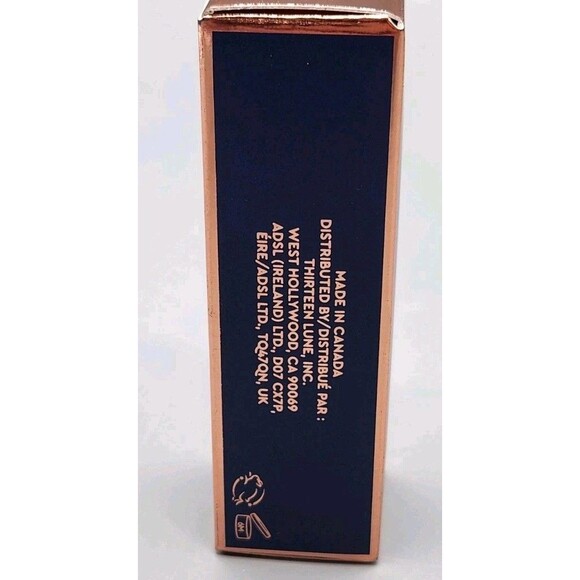 MADE IN CANADA
DISTRIBUTED BY/DISTRIBUÉ PAR :
THIRTEEN LUNE, INC.
WEST HOLLYWOOD, CA 90069
ADSL (IRELAND) LTD., D07 CX7P,
ÉIRE/ADSL LTD., TQ47QN, UK